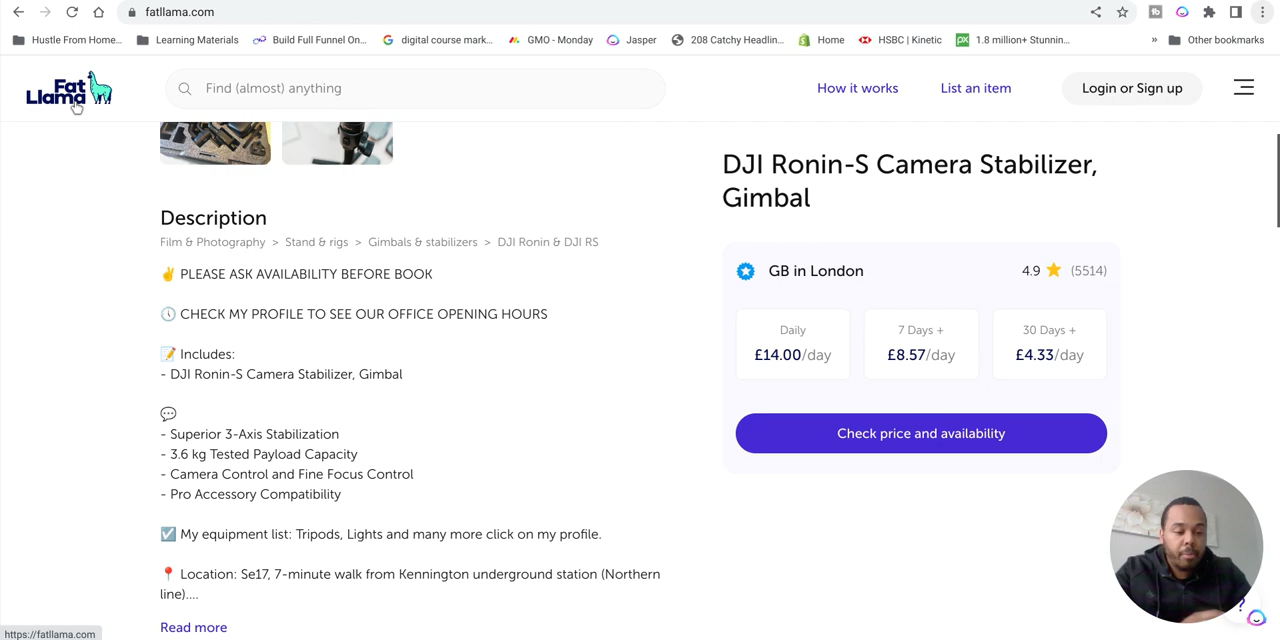 fatllama.com
Hustle From Home...
Learning Materials
Build Full Funnel On...
digital course mark...
GMO - Monday
Jasper
208 Catchy Headlin...
Home
HSBC | Kinetic
1.8 million+ Stunnin...
»
Other bookmarks
Fat
Llama
Find (almost) anything
How it works
List an item
Login or Sign up
DJI Ronin-S Camera Stabilizer,
Gimbal
Description
Film & Photography > Stand & rigs > Gimbals & stabilizers > DJI Ronin & DJI RS
✌️ PLEASE ASK AVAILABILITY BEFORE BOOK
🕔 CHECK MY PROFILE TO SEE OUR OFFICE OPENING HOURS
📝 Includes:
- DJI Ronin-S Camera Stabilizer, Gimbal
💬
- Superior 3-Axis Stabilization
- 3.6 kg Tested Payload Capacity
- Camera Control and Fine Focus Control
- Pro Accessory Compatibility
☑️ My equipment list: Tripods, Lights and many more click on my profile.
📍 Location: Se17, 7-minute walk from Kennington underground station (Northern
line)....
Read more
GB in London
4.9 ★ (5514)
Daily
£14.00/day
7 Days +
£8.57/day
30 Days +
£4.33/day
Check price and availability
https://fatllama.com